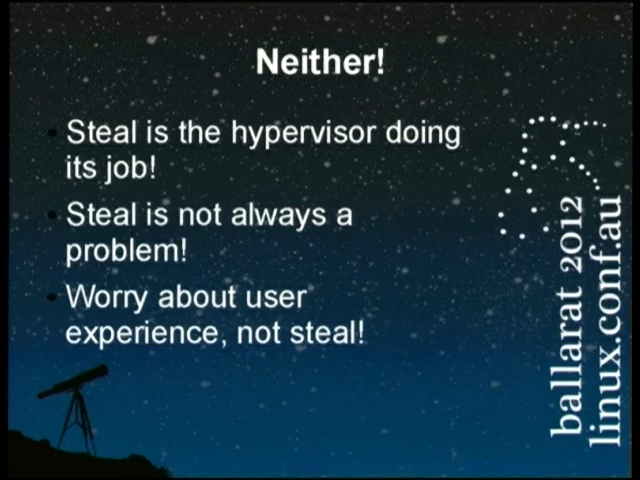 Neither!
Steal is the hypervisor doing
its job!
Steal is not always a
problem!
Worry about user
experience, not steal!
ballarat 2012
linux.conf.au